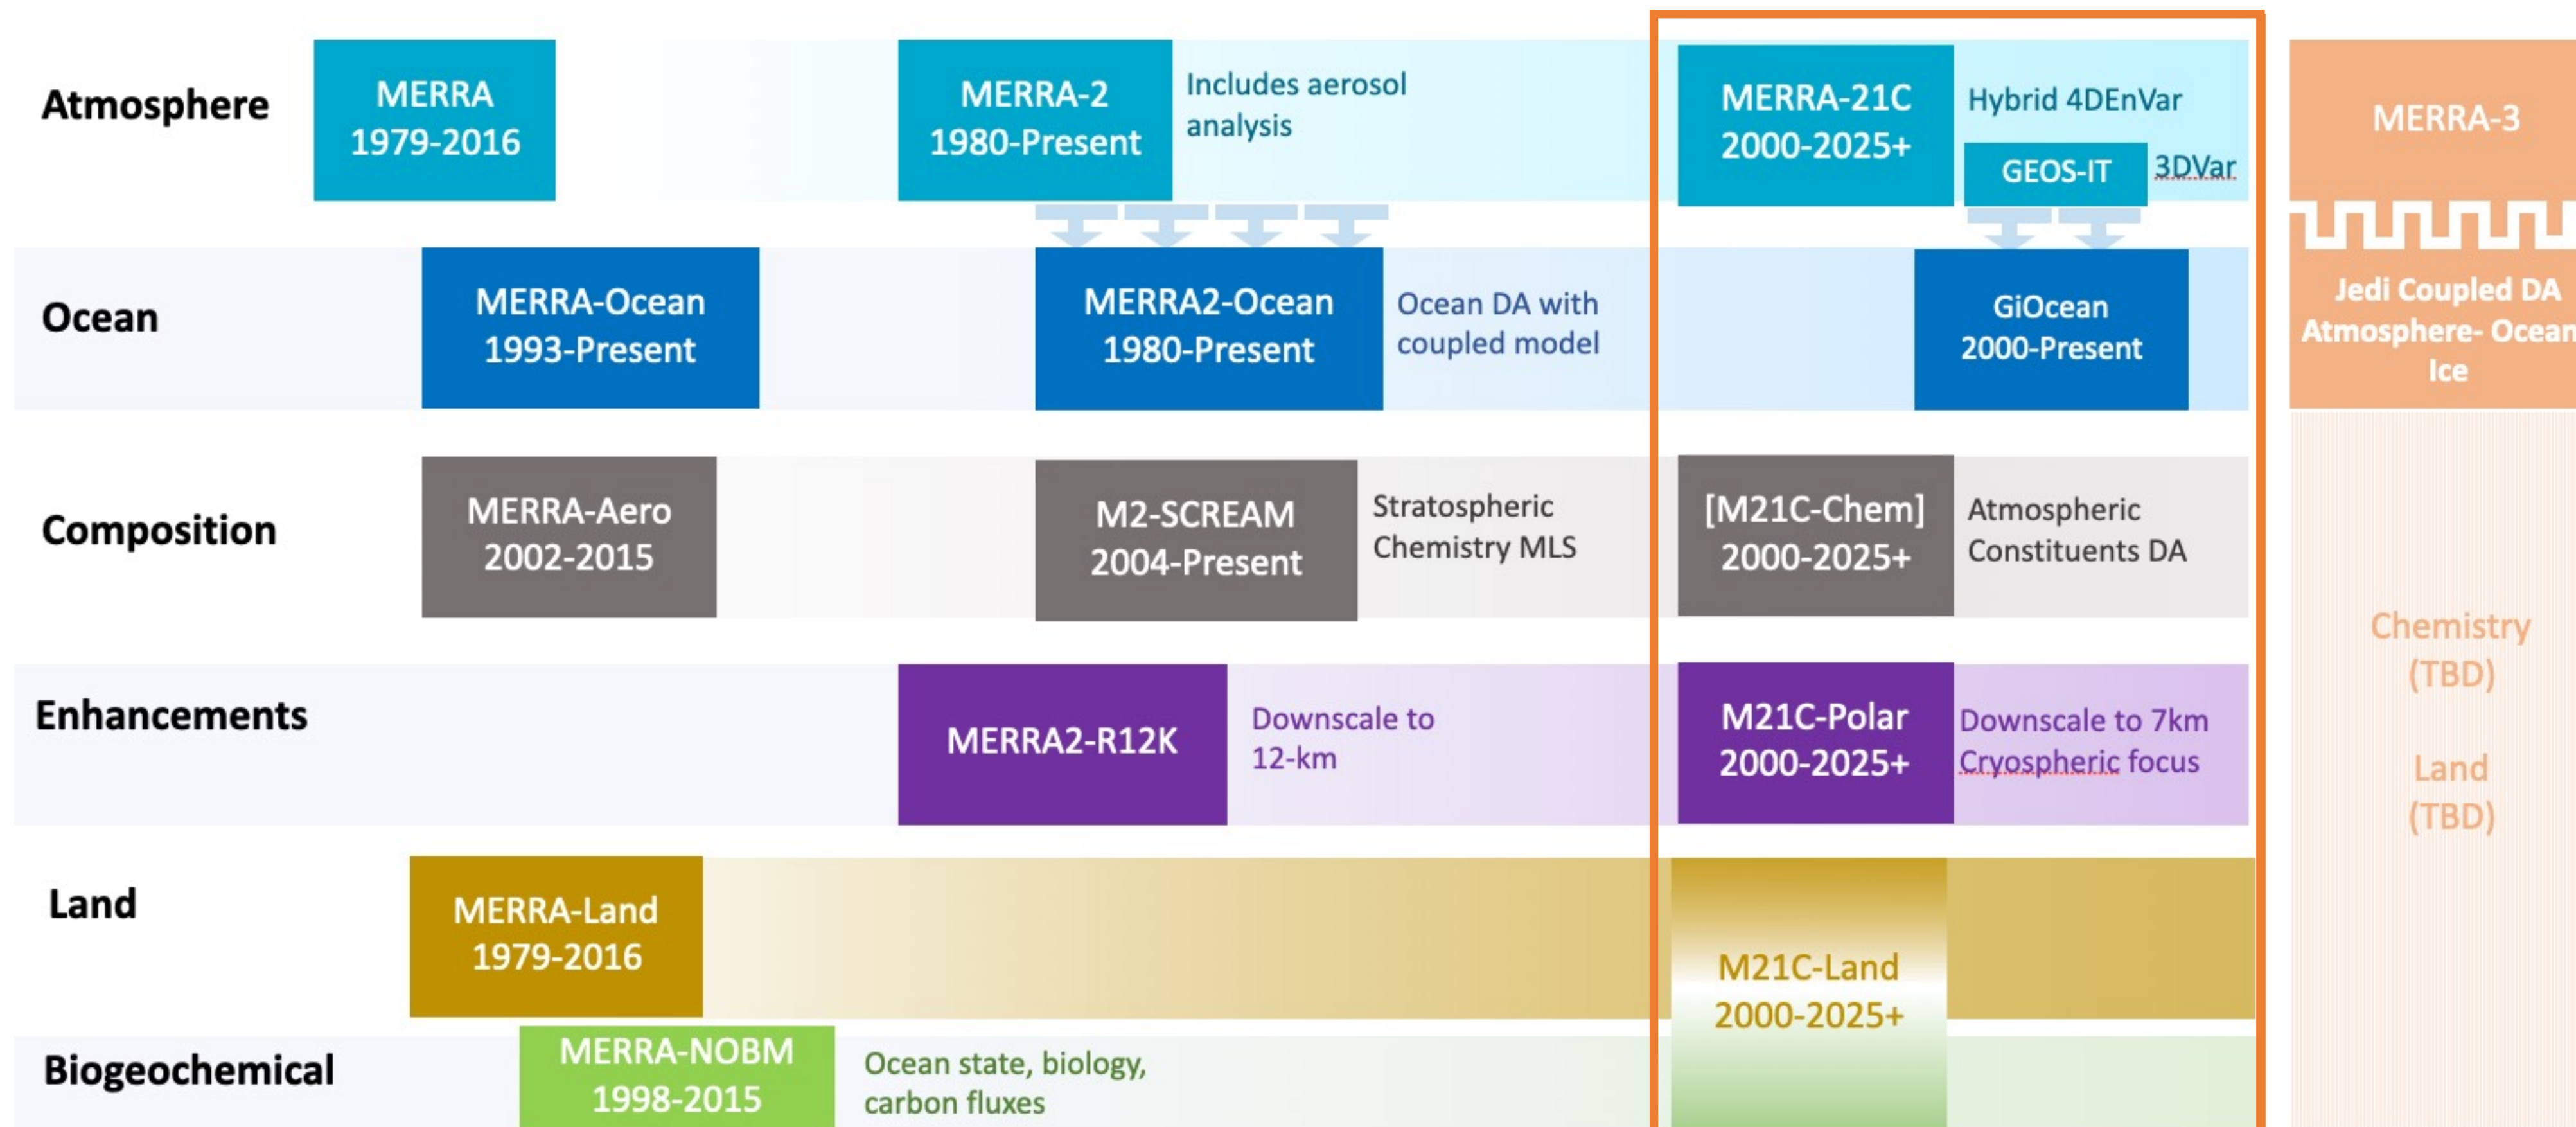 Atmosphere
MERRA
1979-2016
MERRA-2
1980-Present
Includes aerosol
analysis
MERRA-21C
2000-2025+
Hybrid 4DEnVar
GEOS-IT
3DVar
MERRA-3
Ocean
MERRA-Ocean
1993-Present
MERRA2-Ocean
1980-Present
Ocean DA with
coupled model
GiOcean
2000-Present
Jedi Coupled DA
Atmosphere- Ocean
Ice
Composition
MERRA-Aero
2002-2015
M2-SCREAM
2004-Present
Stratospheric
Chemistry MLS
[M21C-Chem]
2000-2025+
Atmospheric
Constituents DA
Chemistry
(TBD)
Land
(TBD)
Enhancements
MERRA2-R12K
Downscale to
12-km
M21C-Polar
2000-2025+
Downscale to 7km
Cryospheric focus
Land
MERRA-Land
1979-2016
M21C-Land
2000-2025+
Biogeochemical
MERRA-NOBM
1998-2015
Ocean state, biology,
carbon fluxes